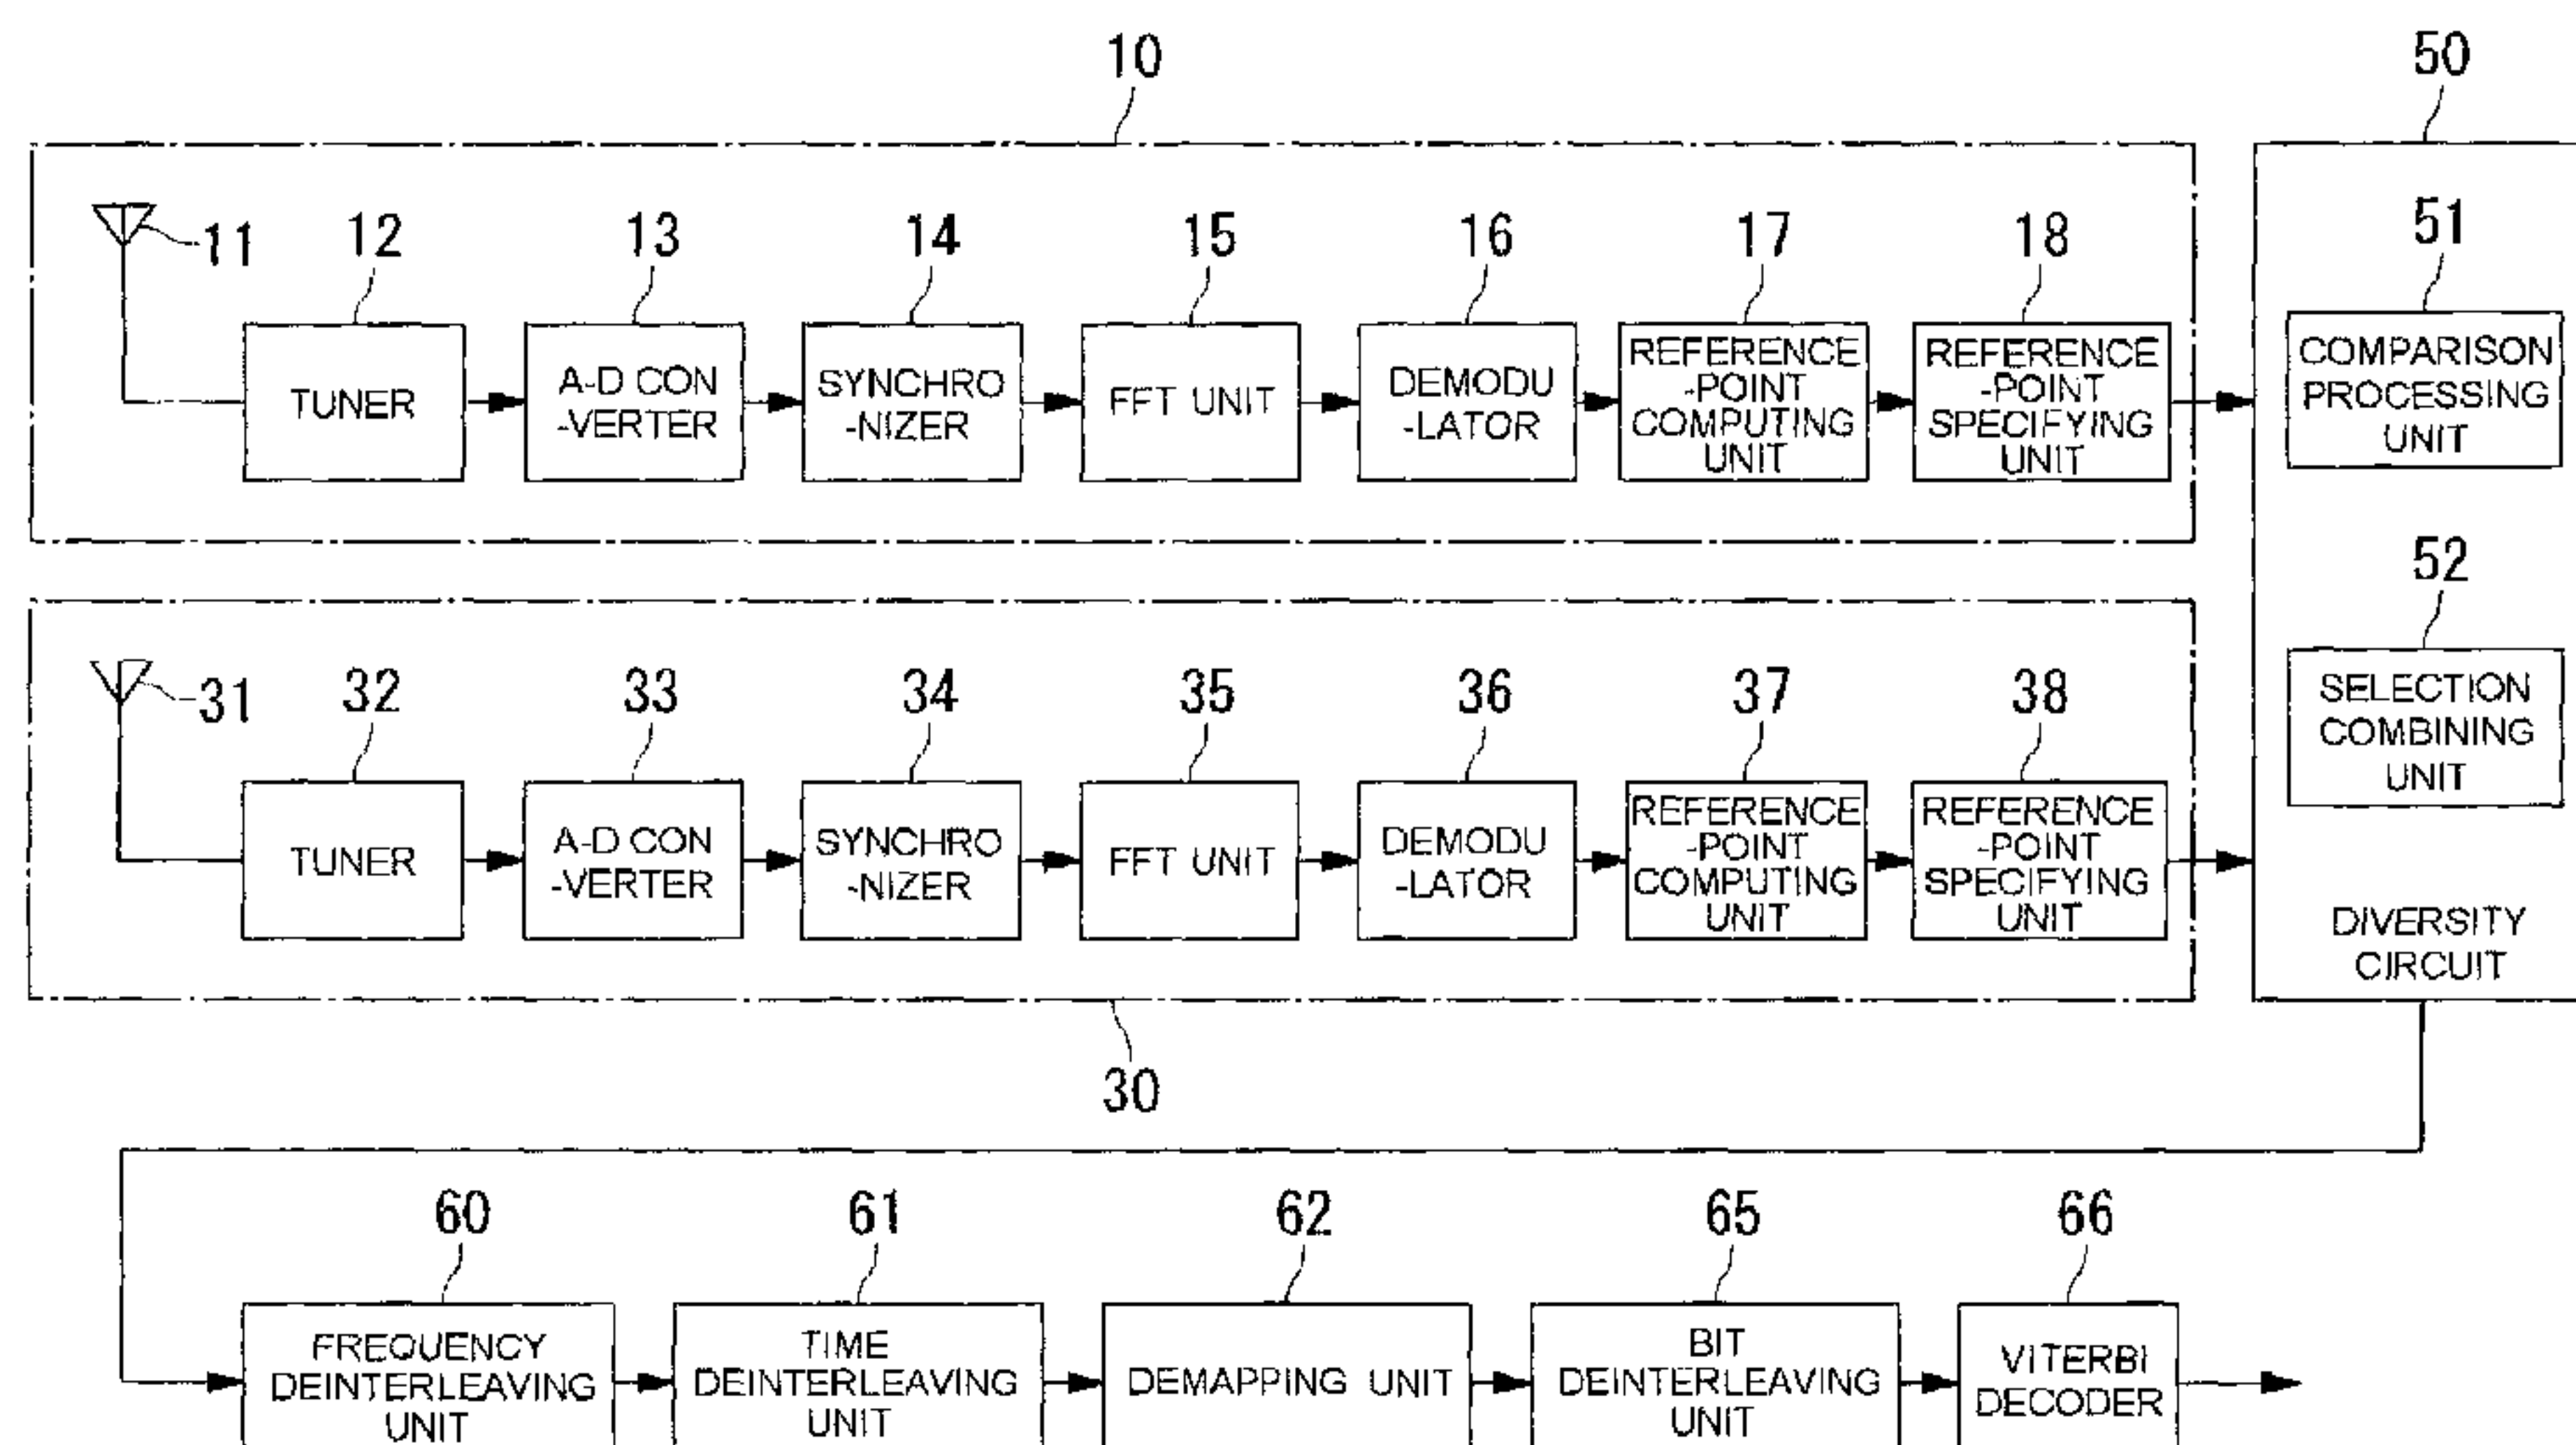 10
50
11
12
13
14
15
16
17
18
51
TUNER
A-D CON
-VERTER
SYNCHRO
-NIZER
FFT UNIT
DEMODU
-LATOR
REFERENCE
-POINT
COMPUTING
UNIT
REFERENCE
-POINT
SPECIFYING
UNIT
COMPARISON
PROCESSING
UNIT
52
SELECTION
COMBINING
UNIT
31
32
33
34
35
36
37
38
TUNER
A-D CON
-VERTER
SYNCHRO
-NIZER
FFT UNIT
DEMODU
-LATOR
REFERENCE
-POINT
COMPUTING
UNIT
REFERENCE
-POINT
SPECIFYING
UNIT
DIVERSITY
CIRCUIT
30
60
61
62
65
66
FREQUENCY
DEINTERLEAVING
UNIT
TIME
DEINTERLEAVING
UNIT
DEMAPPING UNIT
BIT
DEINTERLEAVING
UNIT
VITERBI
DECODER